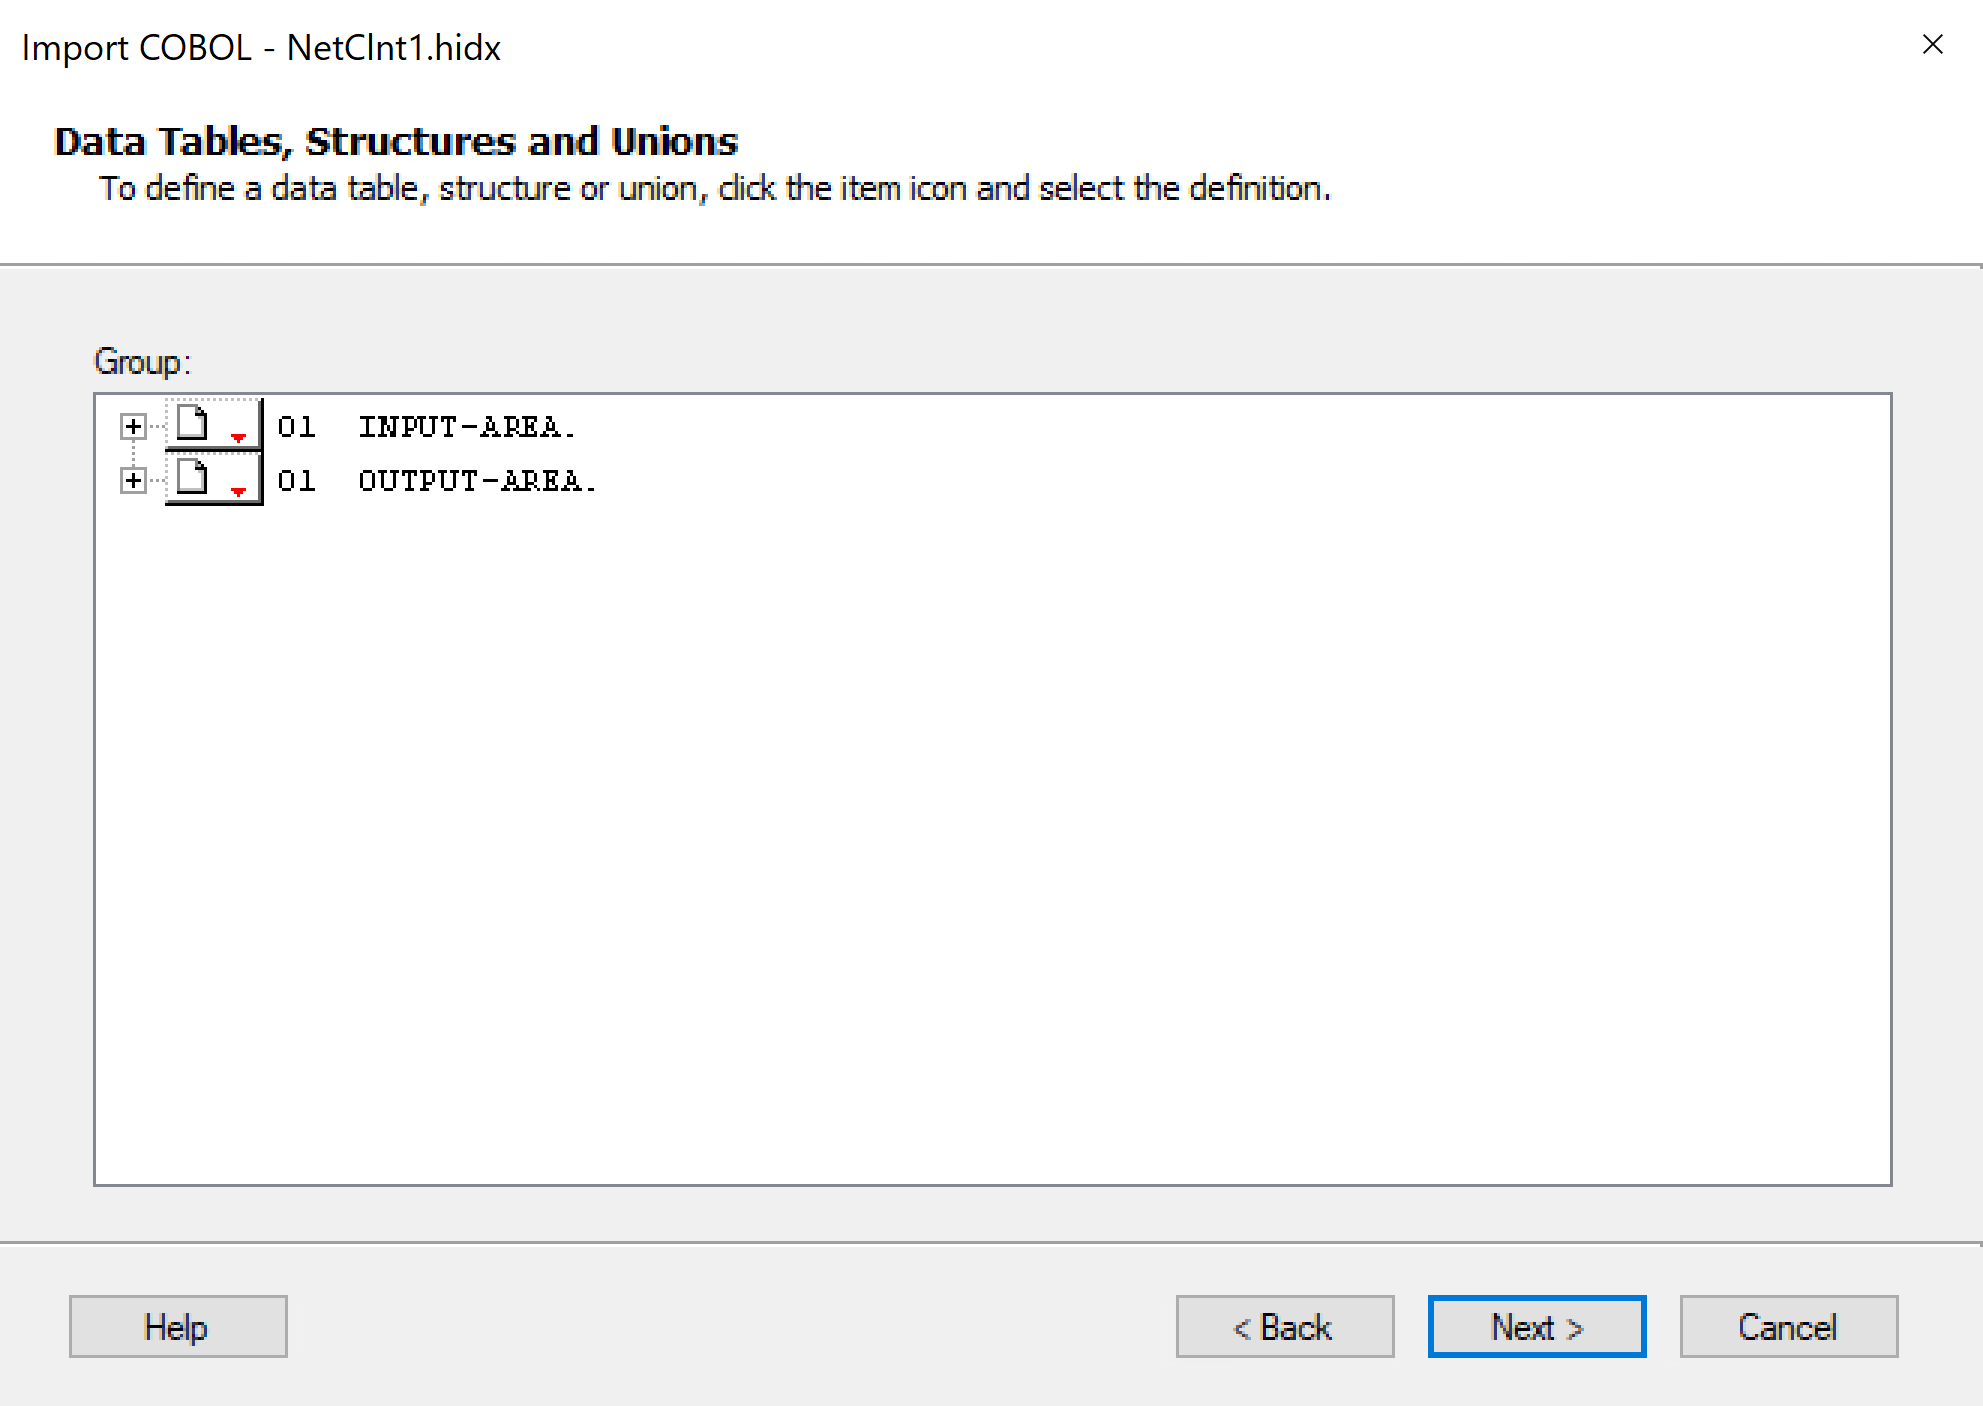 Import COBOL - NetClnt1.hidx
Data Tables, Structures and Unions
To define a data table, structure or union, click the item icon and select the definition.
Group:
01 INPUT-AREA.
01 OUTPUT-AREA.
Help
< Back
Next >
Cancel